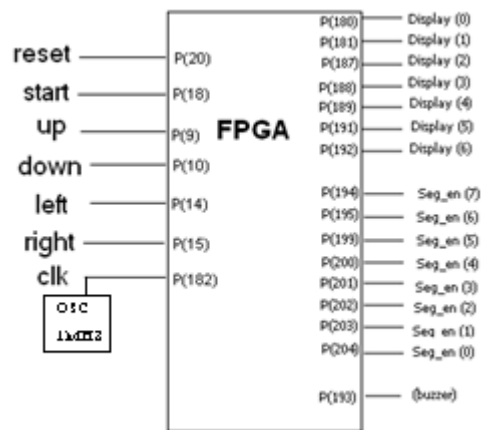 reset
P(20)
start
P(18)
up
P(9)
FPGA
down
P(10)
left
P(14)
right
P(15)
clk
P(182)
OSC
1MHZ
P(180)
Display (0)
P(181)
Display (1)
P(187)
Display (2)
P(188)
Display (3)
P(189)
Display (4)
P(191)
Display (5)
P(192)
Display (6)
P(194)
Seg_en (7)
P(195)
Seg_en (6)
P(199)
Seg_en (5)
P(200)
Seg_en (4)
P(201)
Seg_en (3)
P(202)
Seg_en (2)
P(203)
Seg_en (1)
P(204)
Seg_en (0)
P(193)
(buzzer)